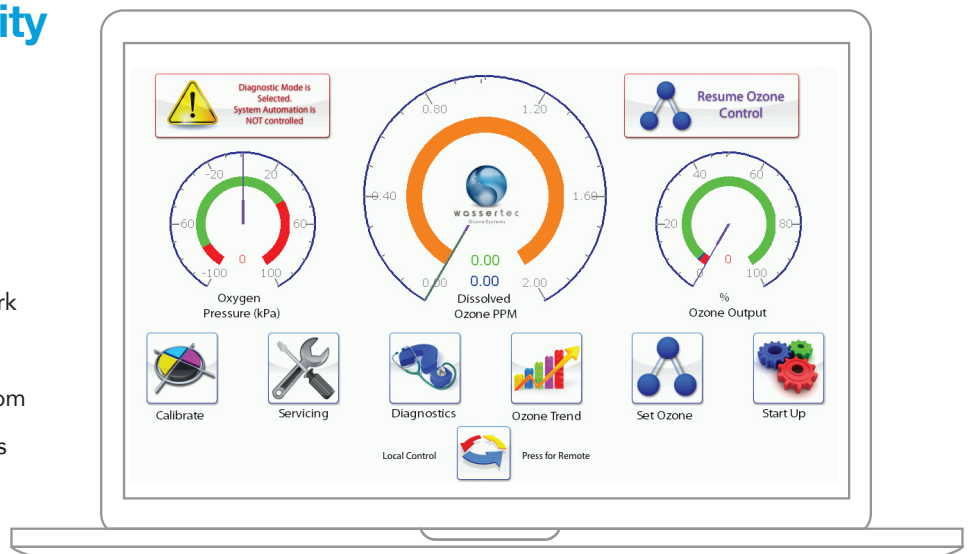 ity
rk
om
s
Diagnostic Mode is
Selected.
System Automation is
NOT controlled
Resume Ozone
Control
-20
20
-60
60
-100
100
0
Oxygen
Pressure (kPa)
0.80
1.20
0.40
1.60
0.00
2.00
wassertec
Ozone Systems
0.00
0.00
Dissolved
Ozone PPM
40
60
20
80
0
100
0
%
Ozone Output
Calibrate
Servicing
Diagnostics
Ozone Trend
Set Ozone
Start Up
Local Control
Press for Remote